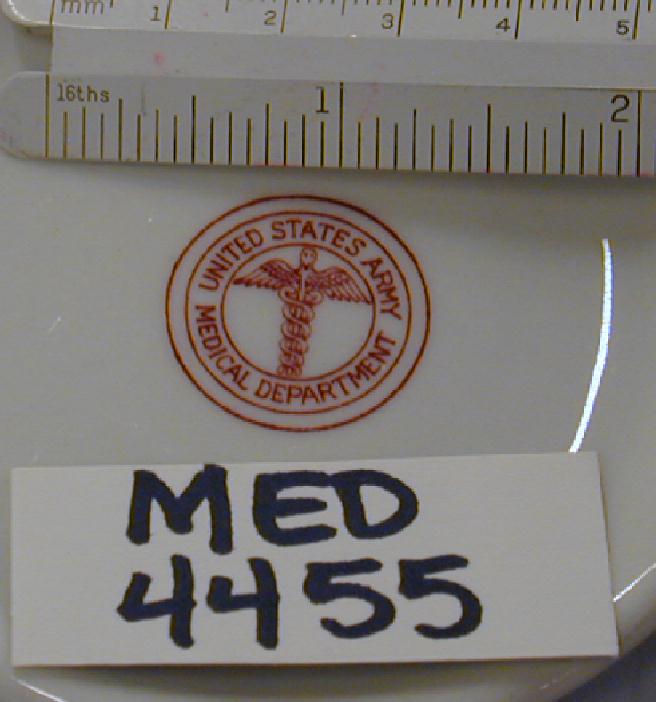 mm 1 2 3 4 5
16ths 1 2
UNITED STATES ARMY
MEDICAL DEPARTMENT
MED
4455